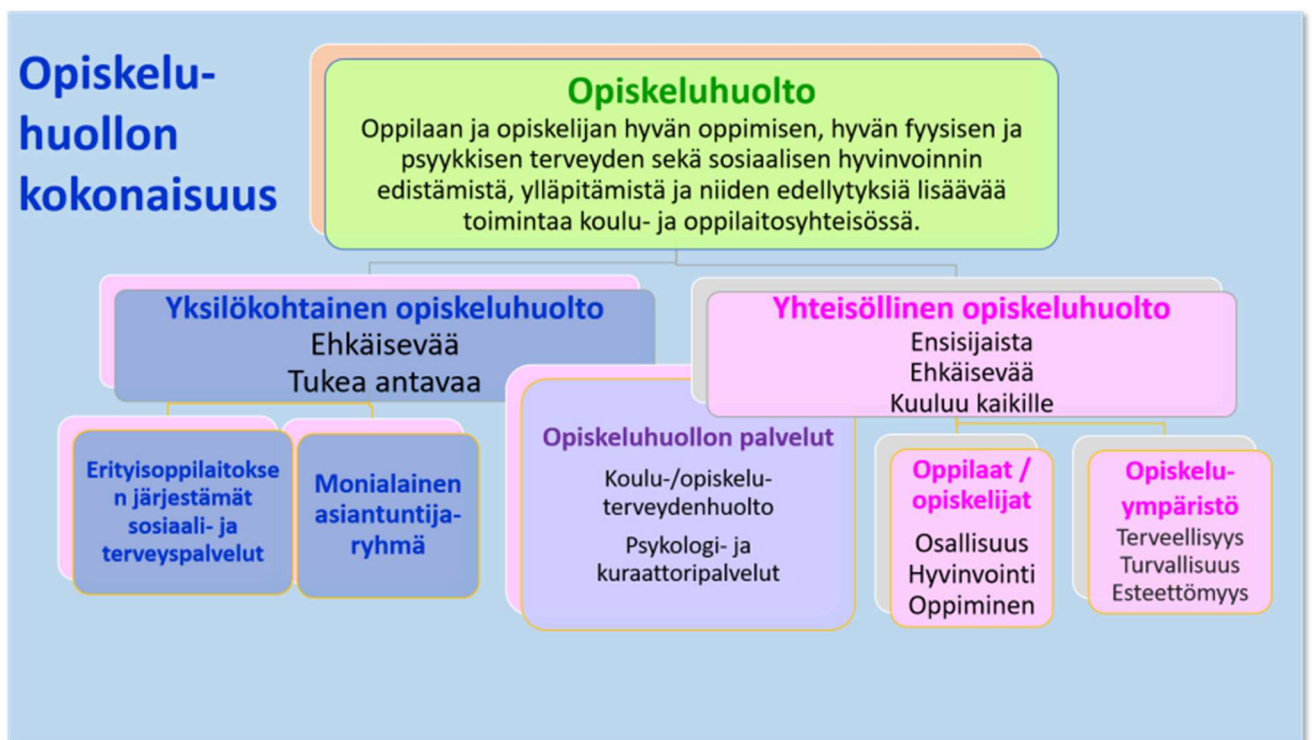 Opiskelu-
huollon
kokonaisuus
Opiskeluhuolto
Oppilaan ja opiskelijan hyvän oppimisen, hyvän fyysisen ja
psyykkisen terveyden sekä sosiaalisen hyvinvoinnin
edistämistä, ylläpitämistä ja niiden edellytyksiä lisäävää
toimintaa koulu- ja oppilaitosyhteisössä.
Yksilökohtainen opiskeluhuolto
Ehkäisevää
Tukea antavaa
Yhteisöllinen opiskeluhuolto
Ensisijaista
Ehkäisevää
Kuuluu kaikille
Erityisoppilaitokse
n järjestämät
sosiaali- ja
terveyspalvelut
Monialainen
asiantuntija-
ryhmä
Opiskeluhuollon palvelut
Koulu-/opiskelu-
terveydenhuolto
Psykologi- ja
kuraattoripalvelut
Oppilaat /
opiskelijat
Osallisuus
Hyvinvointi
Oppiminen
Opiskelu-
ympäristö
Terveellisyys
Turvallisuus
Esteettömyys